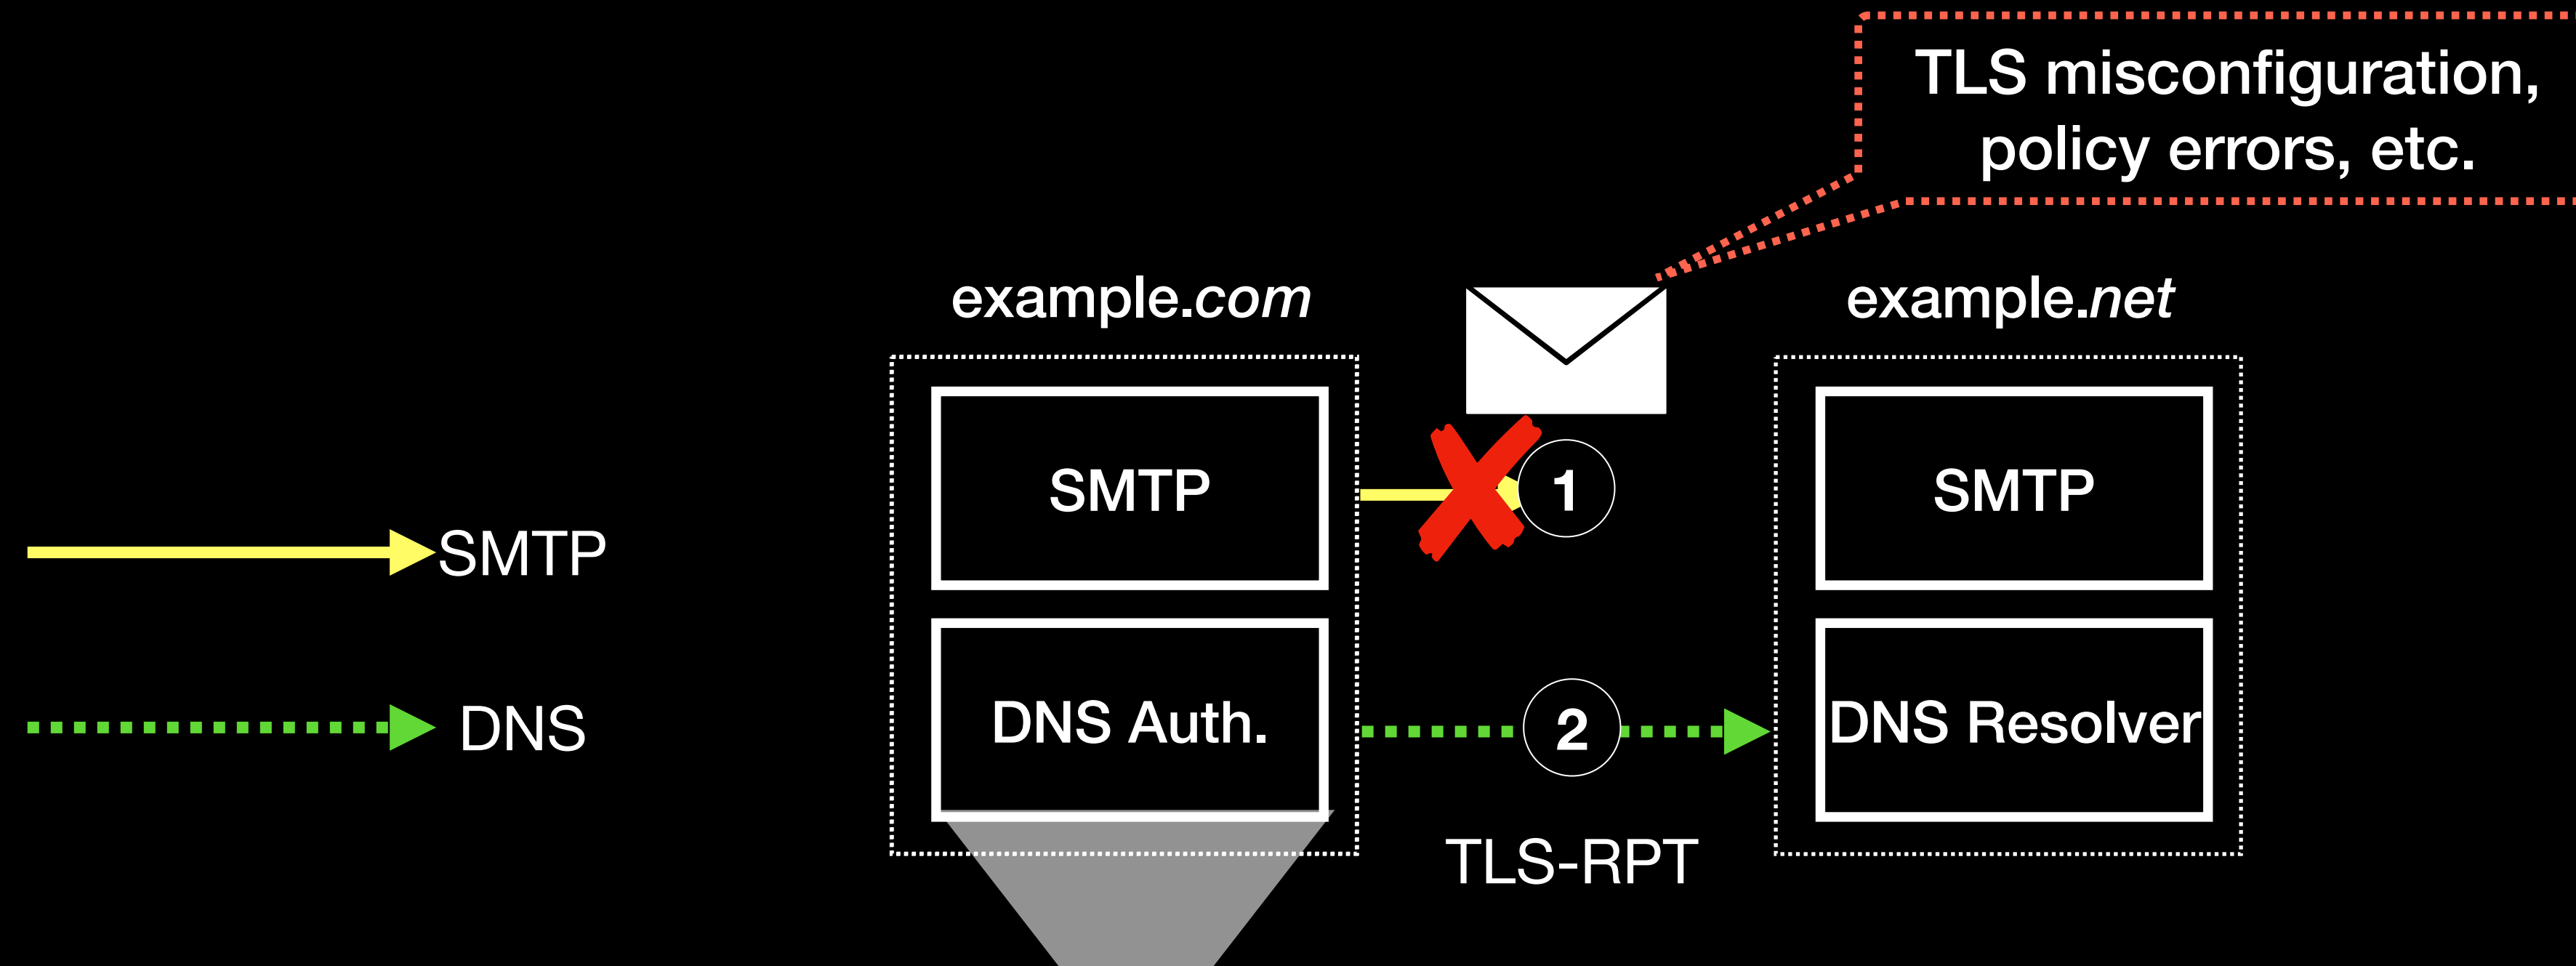 TLS misconfiguration,
policy errors, etc.
example.com
example.net
SMTP
1
SMTP
SMTP
DNS Auth.
2
DNS Resolver
DNS
TLS-RPT